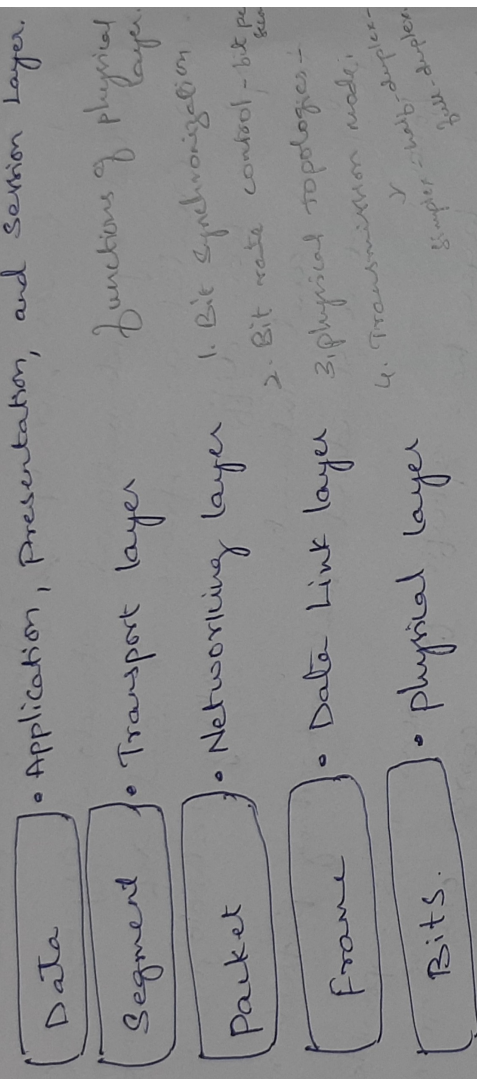 Data • Application, Presentation, and Session Layer.
Segment • Transport layer
Packet • Networking layer
Frame • Data Link layer
Bits. • physical layer
functions of physical
layer.
1. Bit Synchronization
2. Bit rate control, - bit per
3, physical topologies -
4. Transmission mode,
Simplex - half-duplex -
full-duplex